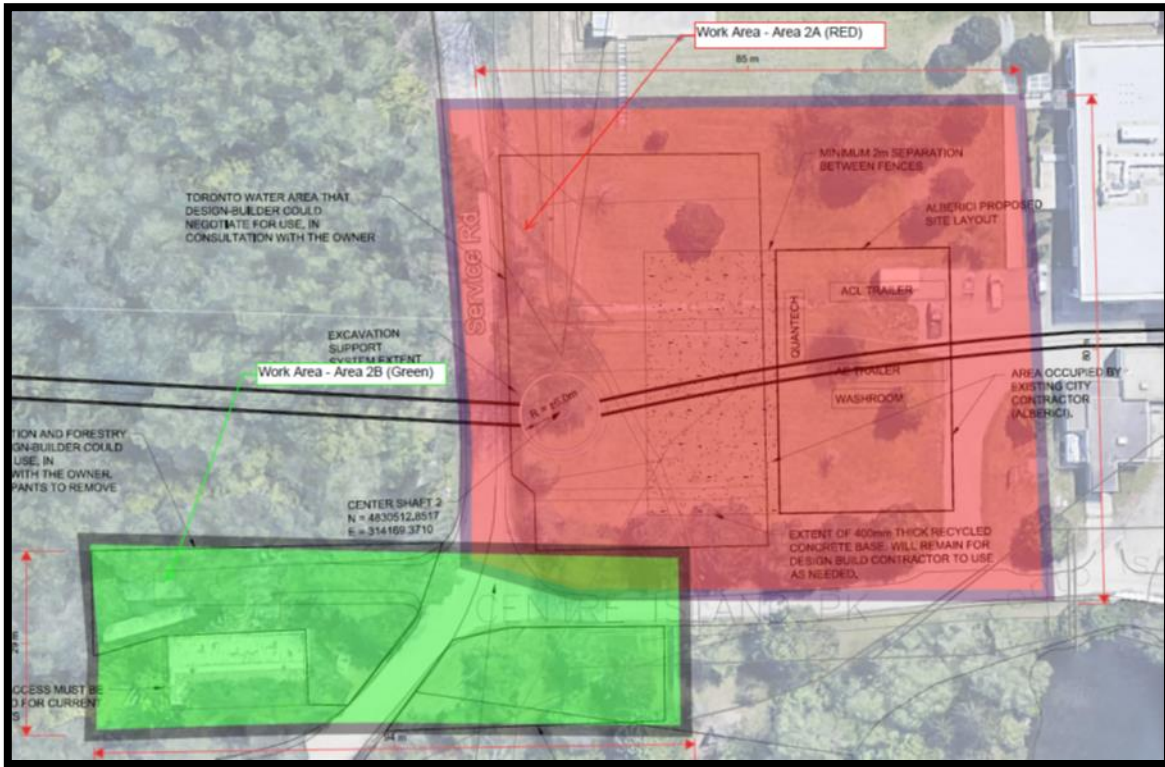 Work Area - Area 2A (RED)
85 m
MINIMUM 2m SEPARATION
BETWEEN FENCES
TORONTO WATER AREA THAT
DESIGN-BUILDER COULD
NEGOTIATE FOR USE, IN
CONSULTATION WITH THE OWNER
ALBERICI PROPOSED
SITE LAYOUT
Service Rd
ACL TRAILER
QUANTECH
EXCAVATION
SUPPORT
SYSTEM EXTENT
Work Area - Area 2B (Green)
80 m
TRAILER
WASHROOM
AREA OCCUPIED BY
EXISTING CITY
CONTRACTOR
(ALBERICI).
TION AND FORESTRY
GN-BUILDER COULD
USE, IN
WITH THE OWNER.
PANTS TO REMOVE
CENTER SHAFT 2
N = 4830512.8517
E = 314169.3710
EXTENT OF 400mm THICK RECYCLED
CONCRETE BASE. WILL REMAIN FOR
DESIGN BUILD CONTRACTOR TO USE
AS NEEDED.
CENTRE ISLAND PK
29 m
CCESS MUST BE
D FOR CURRENT
S
94 m